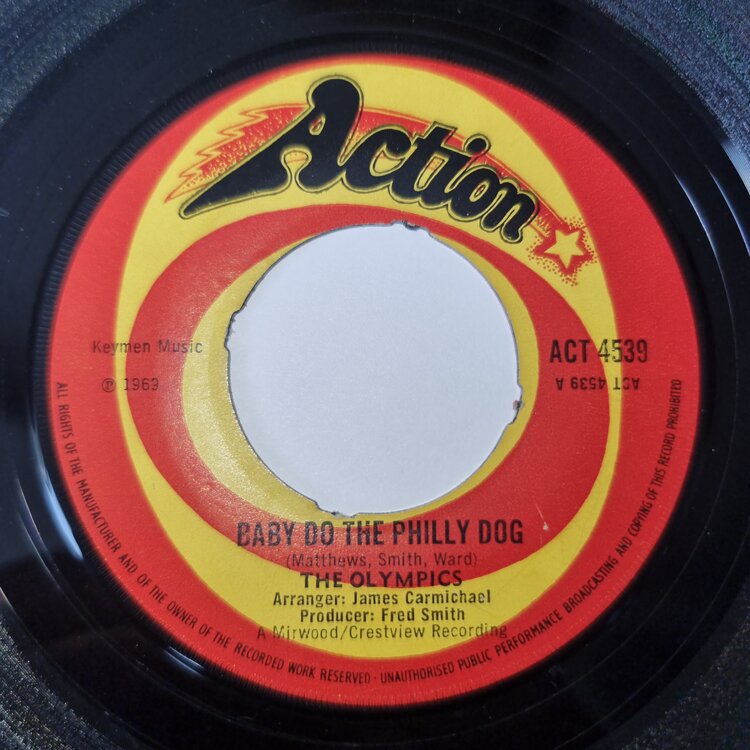 Action
Keymen Music
℗ 1969
ACT 4539
ACT 4539 A
BABY DO THE PHILLY DOG
(Matthews, Smith, Ward)
THE OLYMPICS
Arranger: James Carmichael
Producer: Fred Smith
A Mirwood/Crestview Recording
ALL RIGHTS OF THE MANUFACTURER AND OF THE OWNER OF THE RECORDED WORK RESERVED · UNAUTHORISED PUBLIC PERFORMANCE BROADCASTING AND COPYING OF THIS RECORD PROHIBITED